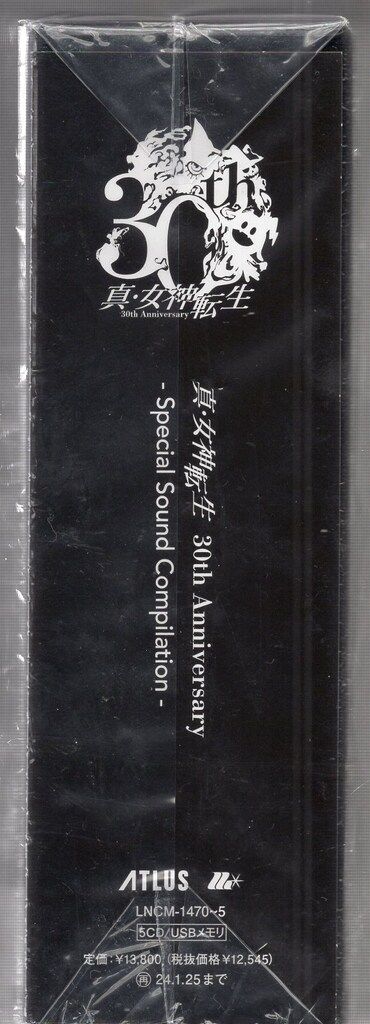 30th
真・女神転生
30th Anniversary
真・女神転生 30th Anniversary
- Special Sound Compilation -
ATLUS
LNCM-1470~5
5CD/USBメモリ
定価：¥13,800 (税抜価格¥12,545)
再 24.1.25まで